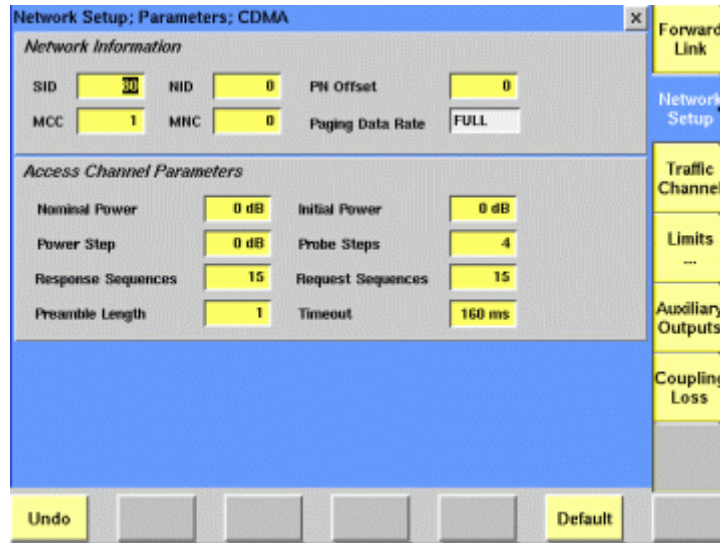 Network Setup; Parameters; CDMA
Network Information
SID 80 NID 0 PN Offset 0
MCC 1 MNC 0 Paging Data Rate FULL
Access Channel Parameters
Nominal Power 0 dB Initial Power 0 dB
Power Step 0 dB Probe Steps 4
Response Sequences 15 Request Sequences 15
Preamble Length 1 Timeout 160 ms
Forward
Link
Network
Setup
Traffic
Channel
Limits
...
Auxiliary
Outputs
Coupling
Loss
Undo
Default